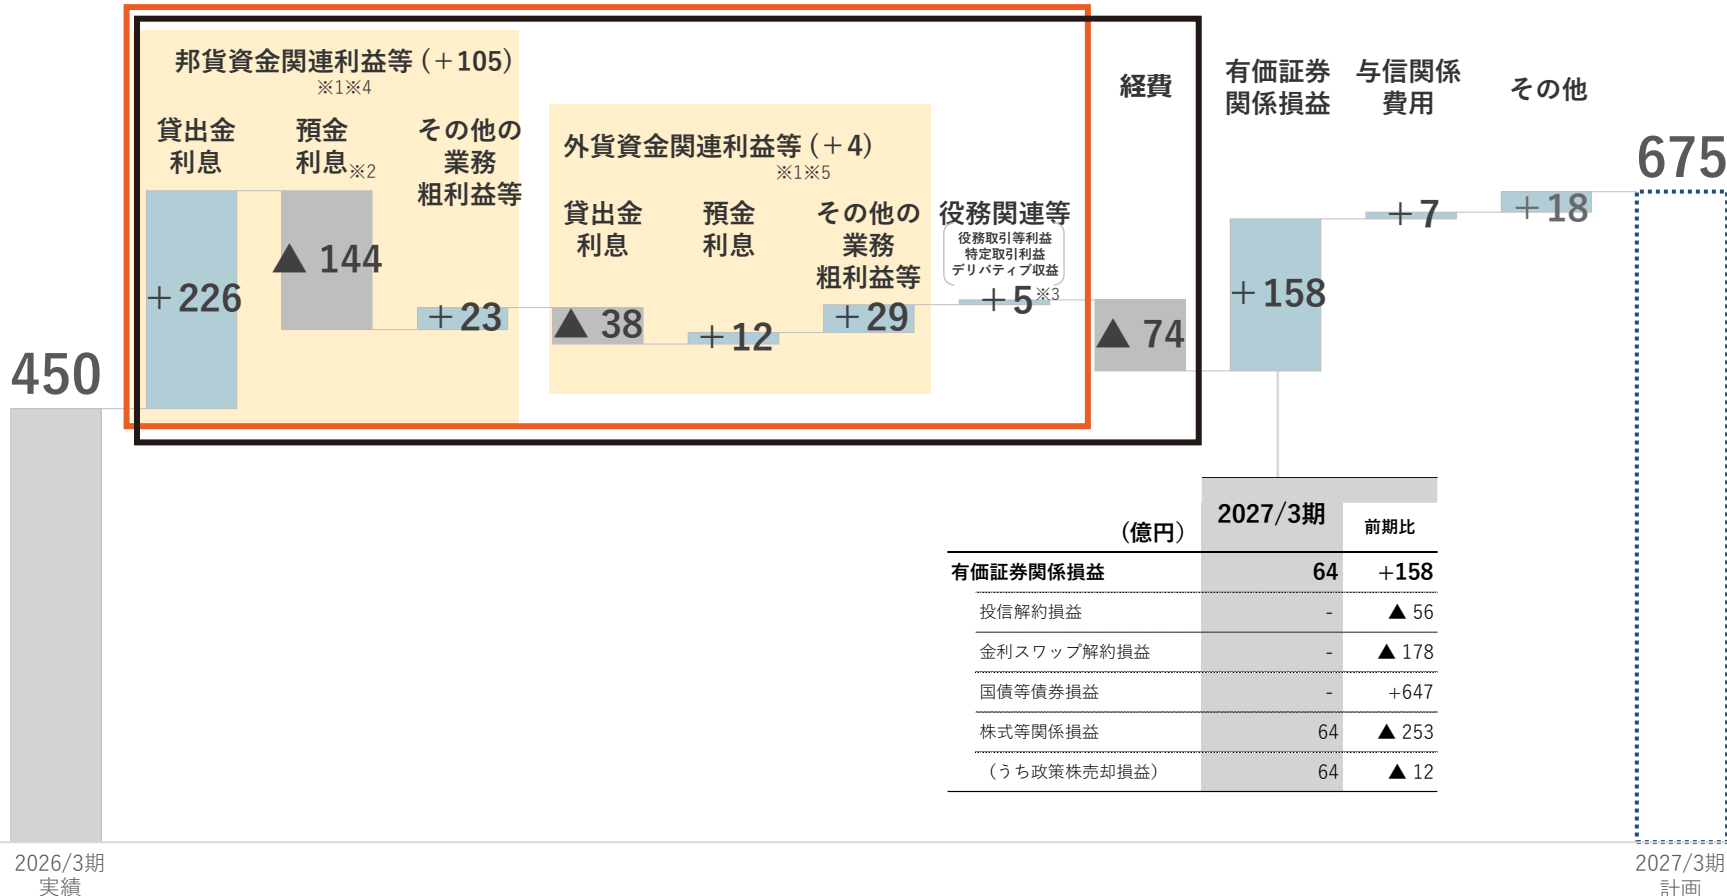 邦貨資金関連利益等 (+105)
※1※4
貸出金
利息
+226
預金
利息※2
▲ 144
その他の
業務
粗利益等
+23
外貨資金関連利益等 (+4)
※1※5
貸出金
利息
▲ 38
預金
利息
+12
その他の
業務
粗利益等
+29
役務関連等
役務取引等利益
特定取引利益
デリバティブ収益
+5※3
経費
▲ 74
有価証券
関係損益
+158
与信関係
費用
+7
その他
+18
450
675
(億円) 2027/3期 前期比
有価証券関係損益 64 +158
投信解約損益 - ▲ 56
金利スワップ解約損益 - ▲ 178
国債等債券損益 - +647
株式等関係損益 64 ▲ 253
(うち政策株売却損益) 64 ▲ 12
2026/3期
実績
2027/3期
計画